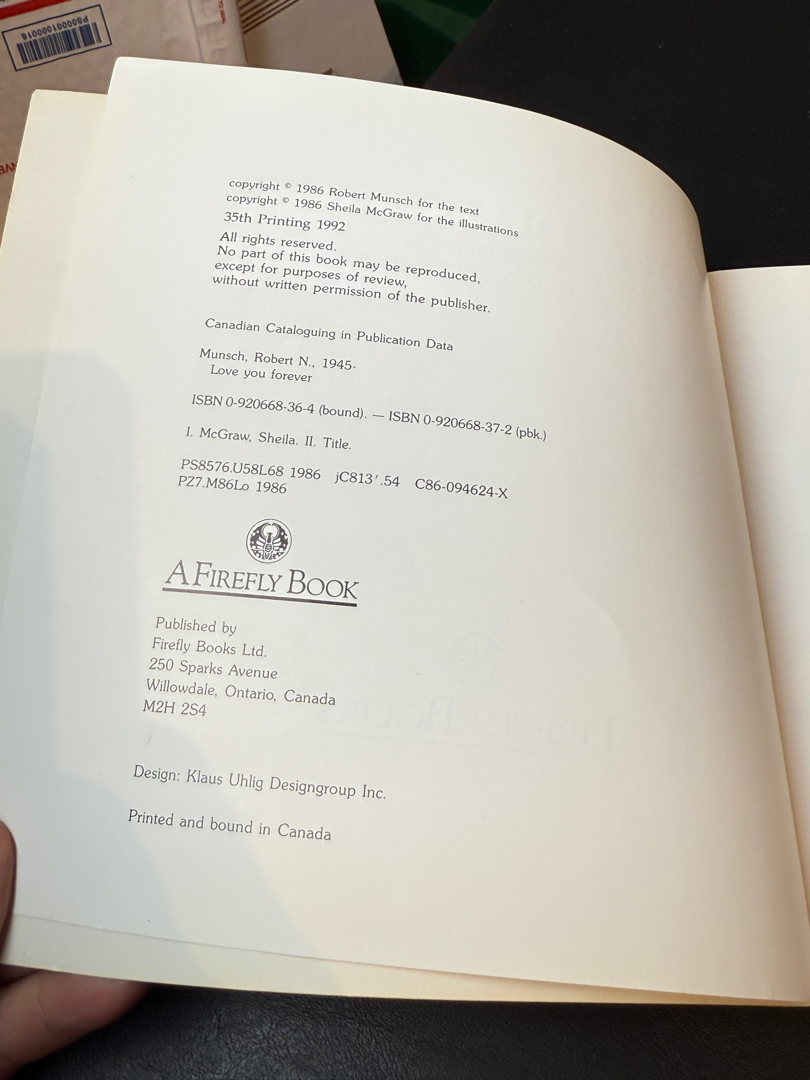 PS00001000016
copyright © 1986 Robert Munsch for the text
copyright © 1986 Sheila McGraw for the illustrations
35th Printing 1992
All rights reserved.
No part of this book may be reproduced,
except for purposes of review,
without written permission of the publisher.
Canadian Cataloguing in Publication Data
Munsch, Robert N., 1945-
Love you forever
ISBN 0-920668-36-4 (bound). — ISBN 0-920668-37-2 (pbk.)
I. McGraw, Sheila. II. Title.
PS8576.U58L68 1986 jC813'.54 C86-094624-X
PZ7.M86Lo 1986
A FIREFLY BOOK
Published by
Firefly Books Ltd.
250 Sparks Avenue
Willowdale, Ontario, Canada
M2H 2S4
Design: Klaus Uhlig Designgroup Inc.
Printed and bound in Canada